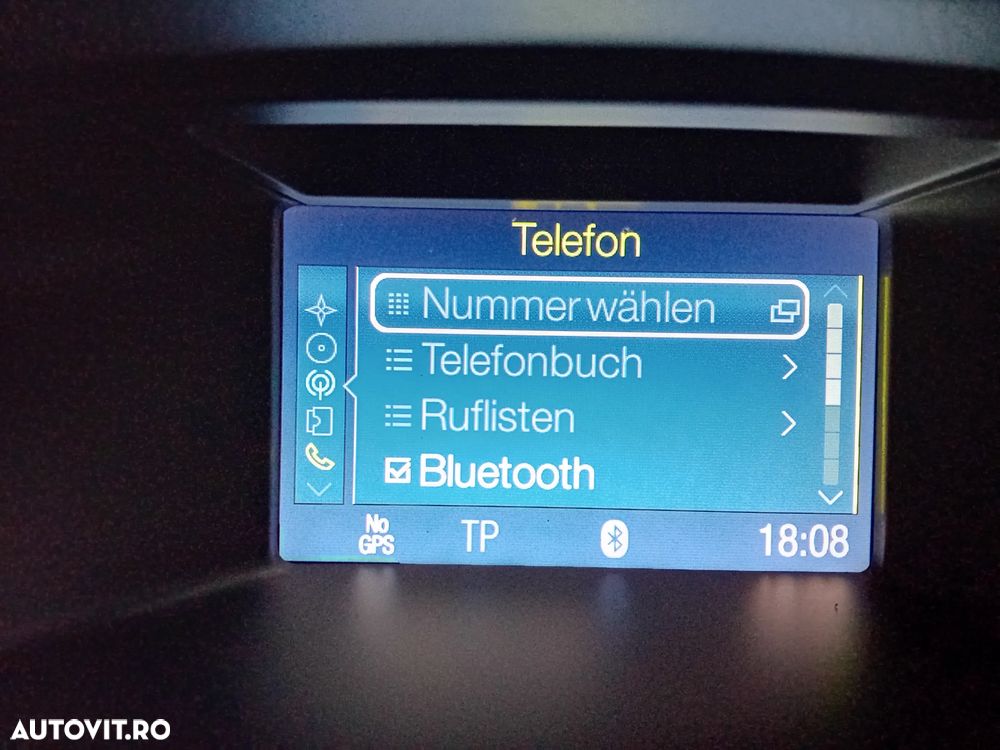 Telefon
Nummer wählen
Telefonbuch
Ruflisten
Bluetooth
No
GPS
TP
18:08
AUTOVIT.RO